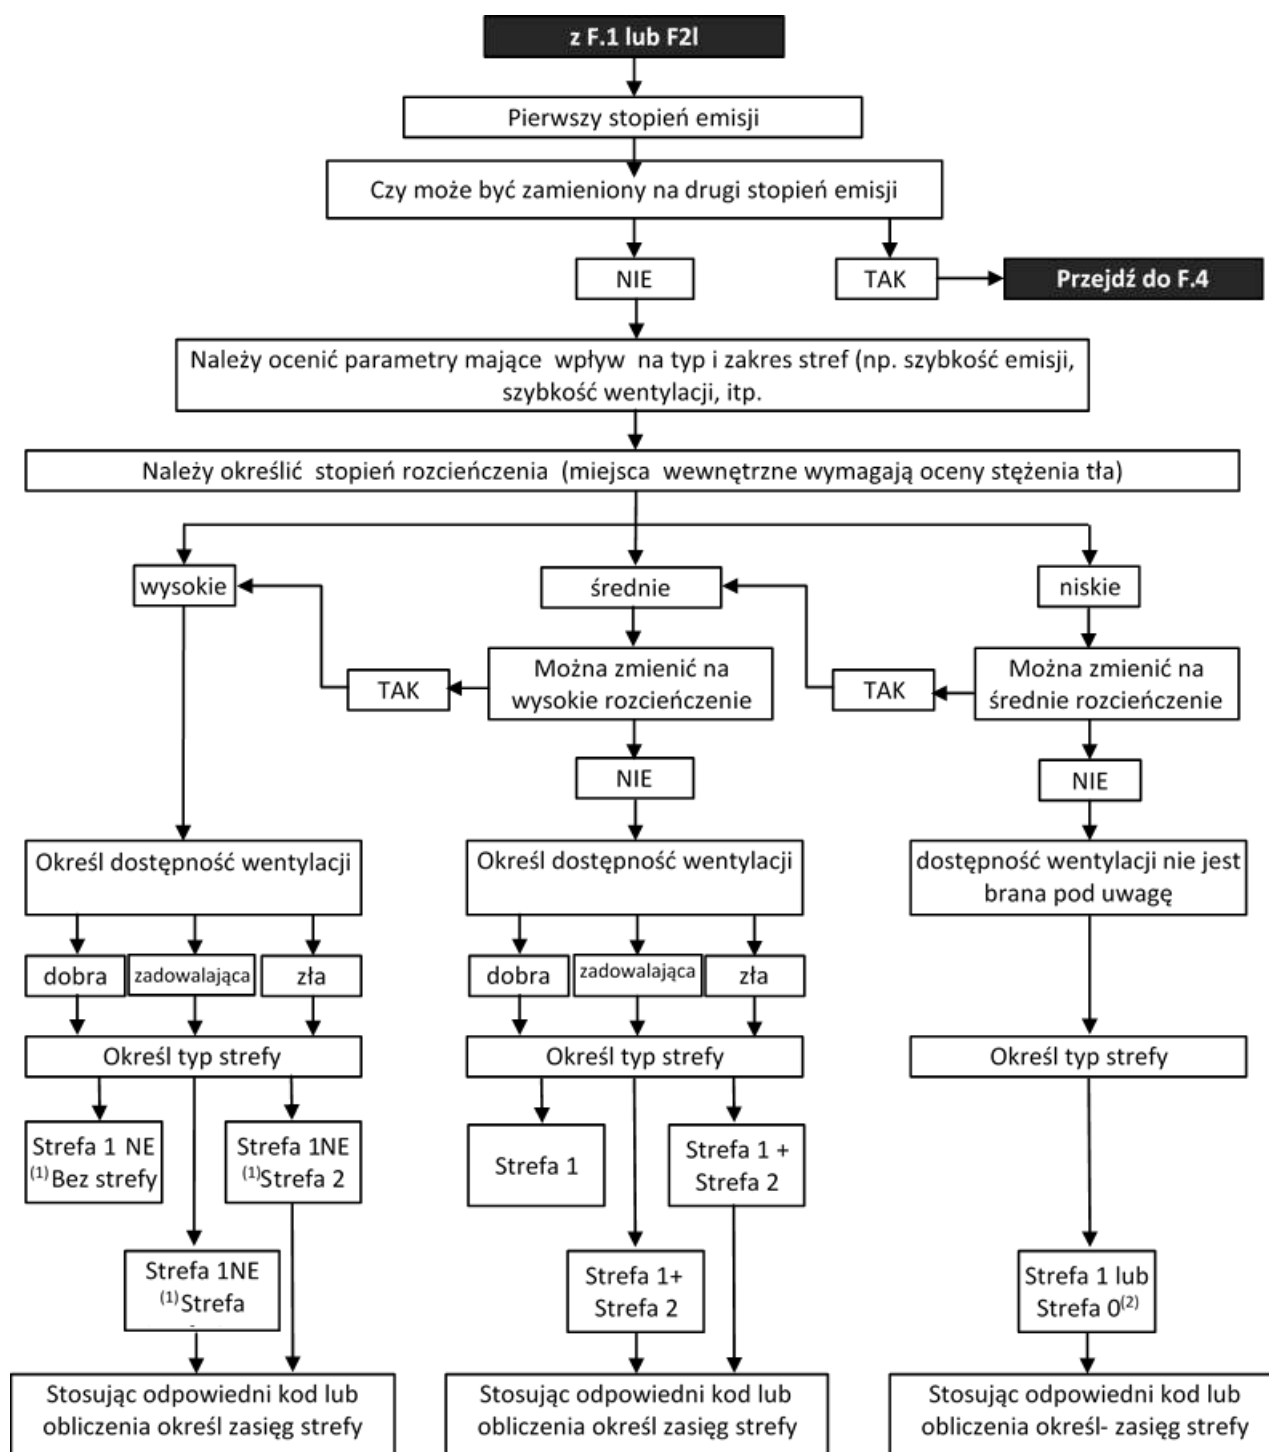 z F.1 lub F2l
Pierwszy stopień emisji
Czy może być zamieniony na drugi stopień emisji
NIE
TAK
Przejdź do F.4
Należy ocenić parametry mające wpływ na typ i zakres stref (np. szybkość emisji,
szybkość wentylacji, itp.
Należy określić stopień rozcieńczenia (miejsca wewnętrzne wymagają oceny stężenia tła)
wysokie
średnie
niskie
TAK
Można zmienić na
wysokie rozcieńczenie
TAK
Można zmienić na
średnie rozcieńczenie
NIE
NIE
Określ dostępność wentylacji
Określ dostępność wentylacji
dostępność wentylacji nie jest
brana pod uwagę
dobra
zadowalająca
zła
dobra
zadowalająca
zła
Określ typ strefy
Określ typ strefy
Określ typ strefy
Strefa 1 NE
(1)Bez strefy
Strefa 1NE
(1)Strefa 2
Strefa 1
Strefa 1 +
Strefa 2
Strefa 1NE
(1)Strefa
Strefa 1+
Strefa 2
Strefa 1 lub
Strefa 0(2)
Stosując odpowiedni kod lub
obliczenia określ zasięg strefy
Stosując odpowiedni kod lub
obliczenia określ zasięg strefy
Stosując odpowiedni kod lub
obliczenia określ- zasięg strefy